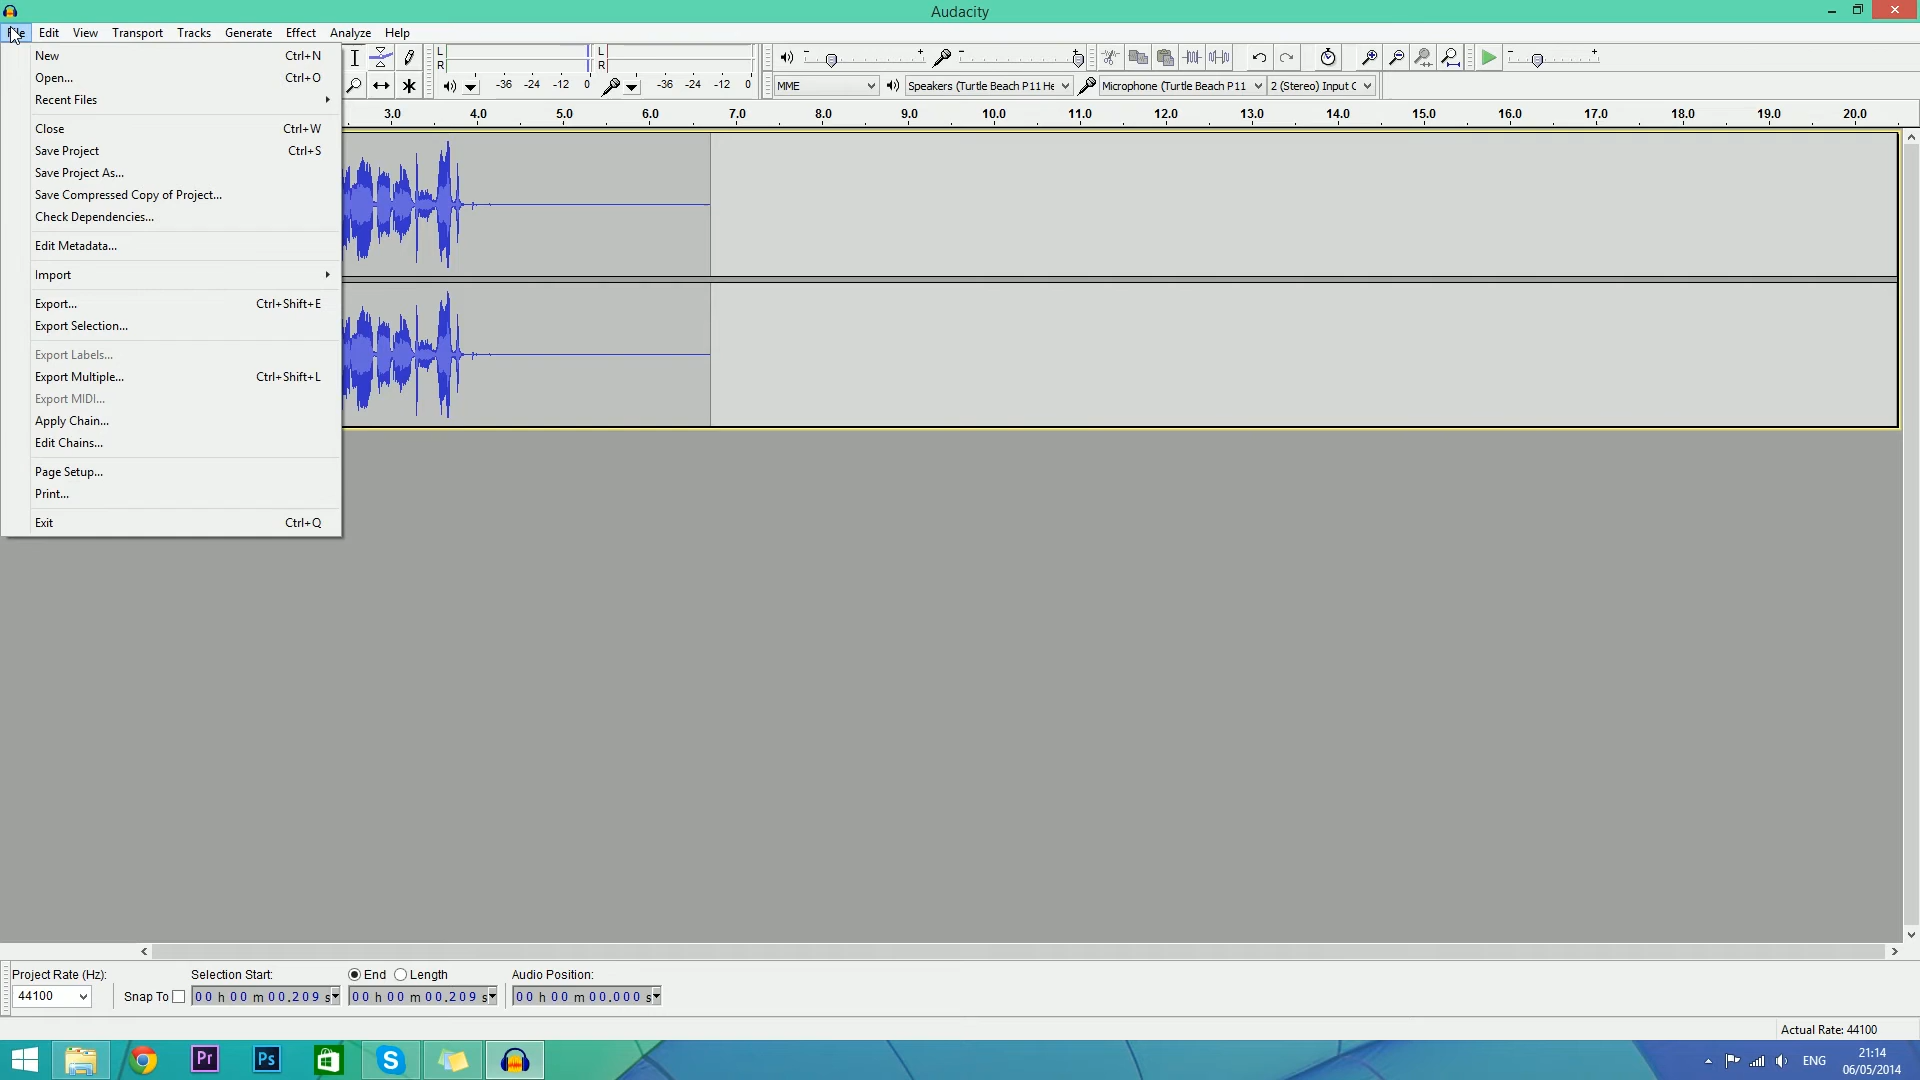 Audacity
File Edit View Transport Tracks Generate Effect Analyze Help
New Ctrl+N
Open... Ctrl+O
Recent Files
Close Ctrl+W
Save Project Ctrl+S
Save Project As...
Save Compressed Copy of Project...
Check Dependencies...
Edit Metadata...
Import
Export... Ctrl+Shift+E
Export Selection...
Export Labels...
Export Multiple... Ctrl+Shift+L
Export MIDI...
Apply Chain...
Edit Chains...
Page Setup...
Print...
Exit Ctrl+Q
L
R
-36 -24 -12 0
L
R
-36 -24 -12 0
- +
- +
- +
MME
Speakers (Turtle Beach P11 He
Microphone (Turtle Beach P11
2 (Stereo) Input C
3.0 4.0 5.0 6.0 7.0 8.0 9.0 10.0 11.0 12.0 13.0 14.0 15.0 16.0 17.0 18.0 19.0 20.0
Project Rate (Hz): Selection Start: End Length Audio Position:
44100 Snap To 00 h 00 m 00.209 s 00 h 00 m 00.209 s 00 h 00 m 00.000 s
Actual Rate: 44100
Pr Ps S
ENG
21:14
06/05/2014